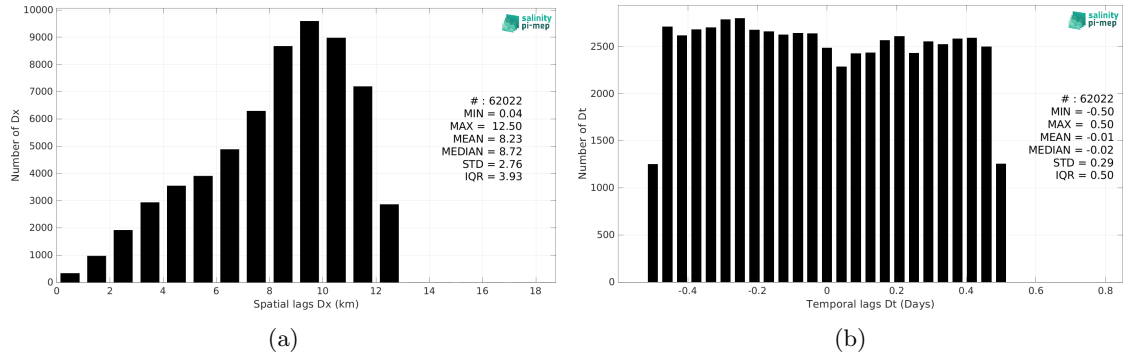 10000
9000
8000
7000
6000
5000
4000
3000
2000
1000
0
Number of Dx
salinity
pi-mep
# : 62022
MIN = 0.04
MAX = 12.50
MEAN = 8.23
MEDIAN = 8.72
STD = 2.76
IQR = 3.93
0 2 4 6 8 10 12 14 16 18
Spatial lags Dx (km)
(a)
2500
2000
1500
1000
500
0
Number of Dt
salinity
pi-mep
# : 62022
MIN = -0.50
MAX = 0.50
MEAN = -0.01
MEDIAN = -0.02
STD = 0.29
IQR = 0.50
-0.4 -0.2 0 0.2 0.4 0.6 0.8
Temporal lags Dt (Days)
(b)